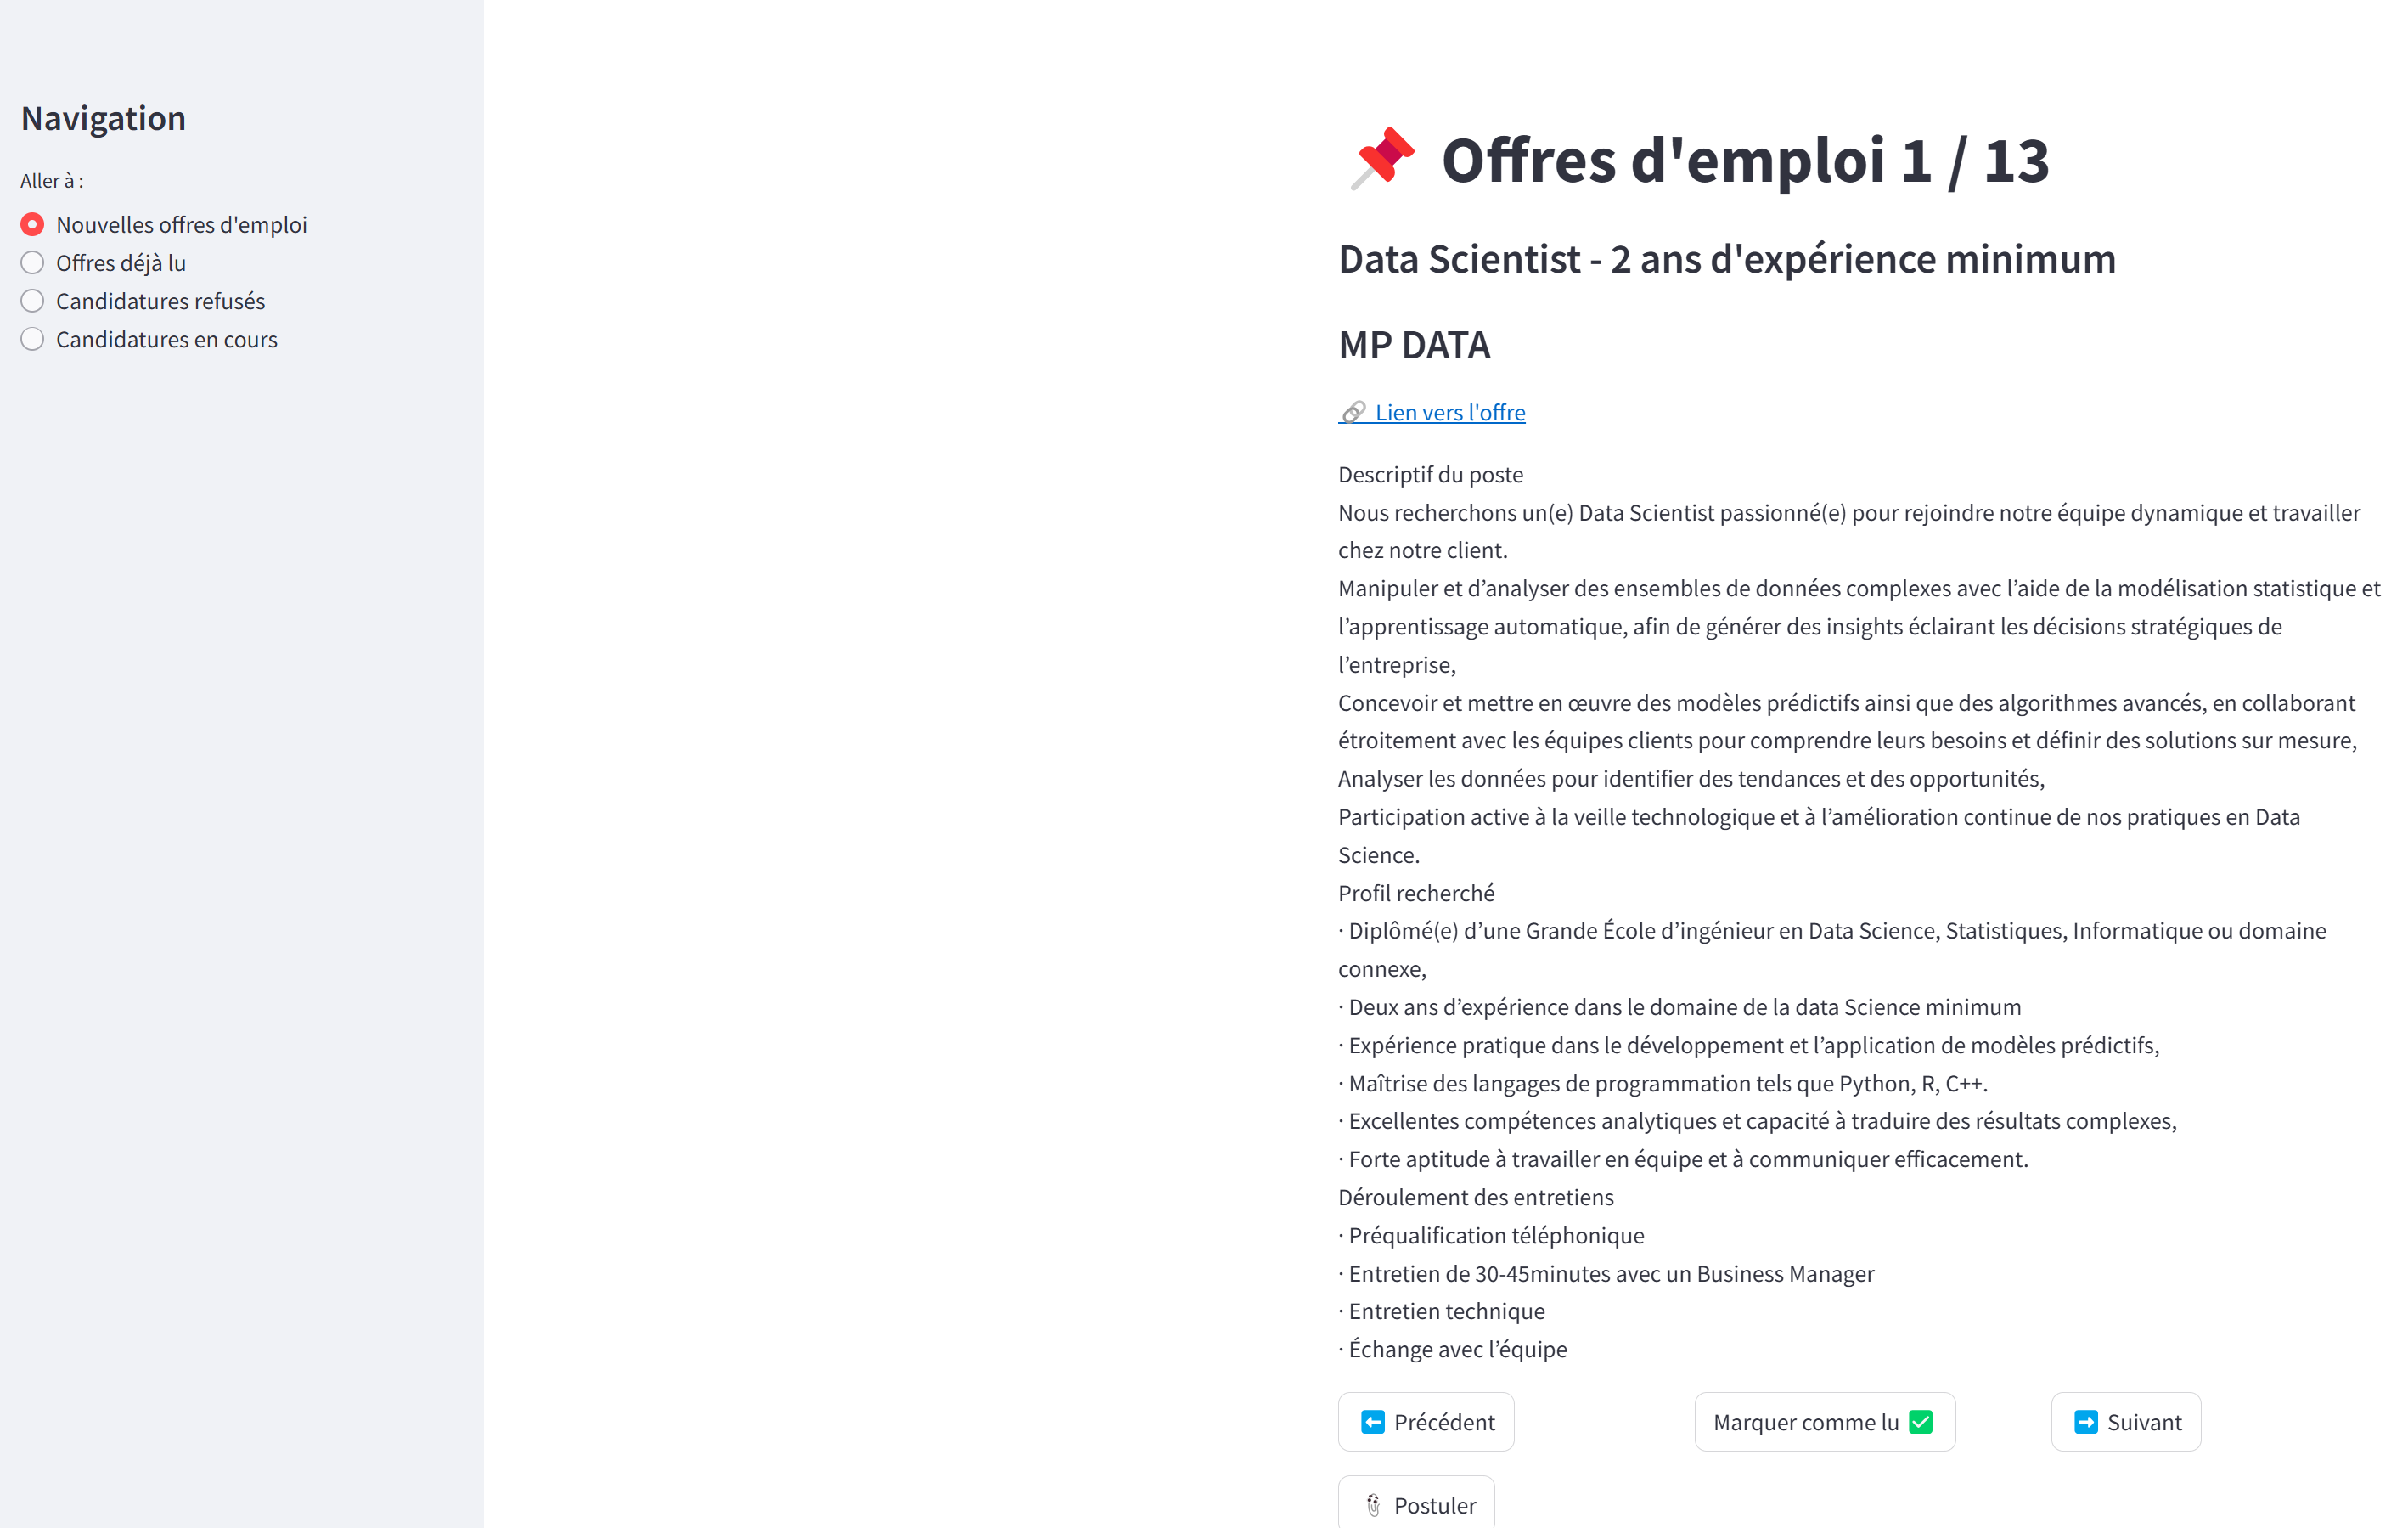 Navigation
Aller à :
Nouvelles offres d'emploi
Offres déjà lu
Candidatures refusés
Candidatures en cours
Offres d'emploi 1 / 13
Data Scientist - 2 ans d'expérience minimum
MP DATA
Lien vers l'offre
Descriptif du poste
Nous recherchons un(e) Data Scientist passionné(e) pour rejoindre notre équipe dynamique et travailler
chez notre client.
Manipuler et d’analyser des ensembles de données complexes avec l’aide de la modélisation statistique et
l’apprentissage automatique, afin de générer des insights éclairant les décisions stratégiques de
l’entreprise,
Concevoir et mettre en œuvre des modèles prédictifs ainsi que des algorithmes avancés, en collaborant
étroitement avec les équipes clients pour comprendre leurs besoins et définir des solutions sur mesure,
Analyser les données pour identifier des tendances et des opportunités,
Participation active à la veille technologique et à l’amélioration continue de nos pratiques en Data
Science.
Profil recherché
· Diplômé(e) d’une Grande École d’ingénieur en Data Science, Statistiques, Informatique ou domaine
connexe,
· Deux ans d’expérience dans le domaine de la data Science minimum
· Expérience pratique dans le développement et l’application de modèles prédictifs,
· Maîtrise des langages de programmation tels que Python, R, C++.
· Excellentes compétences analytiques et capacité à traduire des résultats complexes,
· Forte aptitude à travailler en équipe et à communiquer efficacement.
Déroulement des entretiens
· Préqualification téléphonique
· Entretien de 30-45minutes avec un Business Manager
· Entretien technique
· Échange avec l’équipe
Précédent
Marquer comme lu
Suivant
Postuler